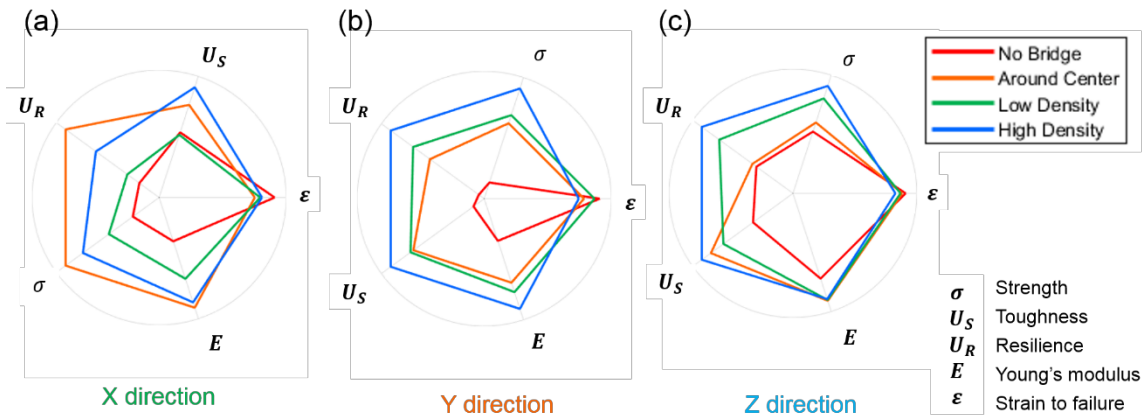 (a)
U_S
U_R
ε
σ
E
X direction
(b)
σ
U_R
ε
U_S
E
Y direction
(c)
σ
U_R
ε
U_S
E
Z direction
No Bridge
Around Center
Low Density
High Density
σ Strength
U_S Toughness
U_R Resilience
E Young's modulus
ε Strain to failure